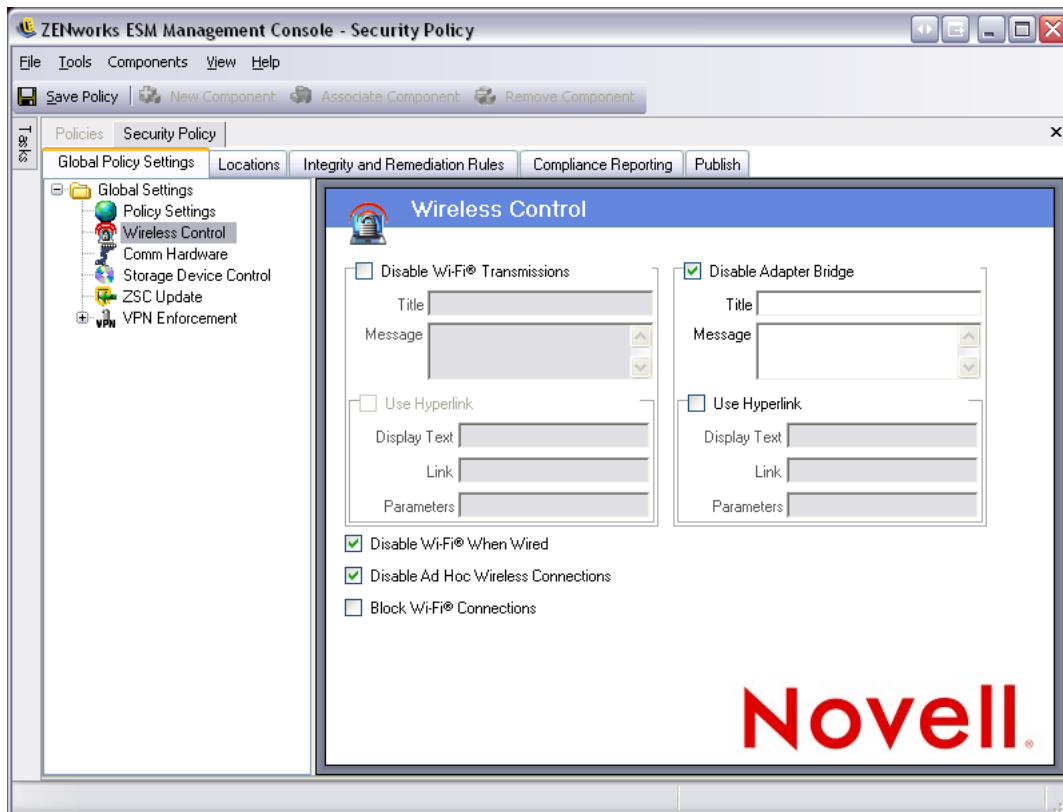 ZENworks ESM Management Console - Security Policy
File Tools Components View Help
Save Policy New Component Associate Component Remove Component
Tasks
Policies Security Policy
Global Policy Settings Locations Integrity and Remediation Rules Compliance Reporting Publish
Global Settings
Policy Settings
Wireless Control
Comm Hardware
Storage Device Control
ZSC Update
VPN VPN Enforcement
Wireless Control
Disable Wi-Fi® Transmissions
Title
Message
Use Hyperlink
Display Text
Link
Parameters
Disable Adapter Bridge
Title
Message
Use Hyperlink
Display Text
Link
Parameters
Disable Wi-Fi® When Wired
Disable Ad Hoc Wireless Connections
Block Wi-Fi® Connections
Novell®